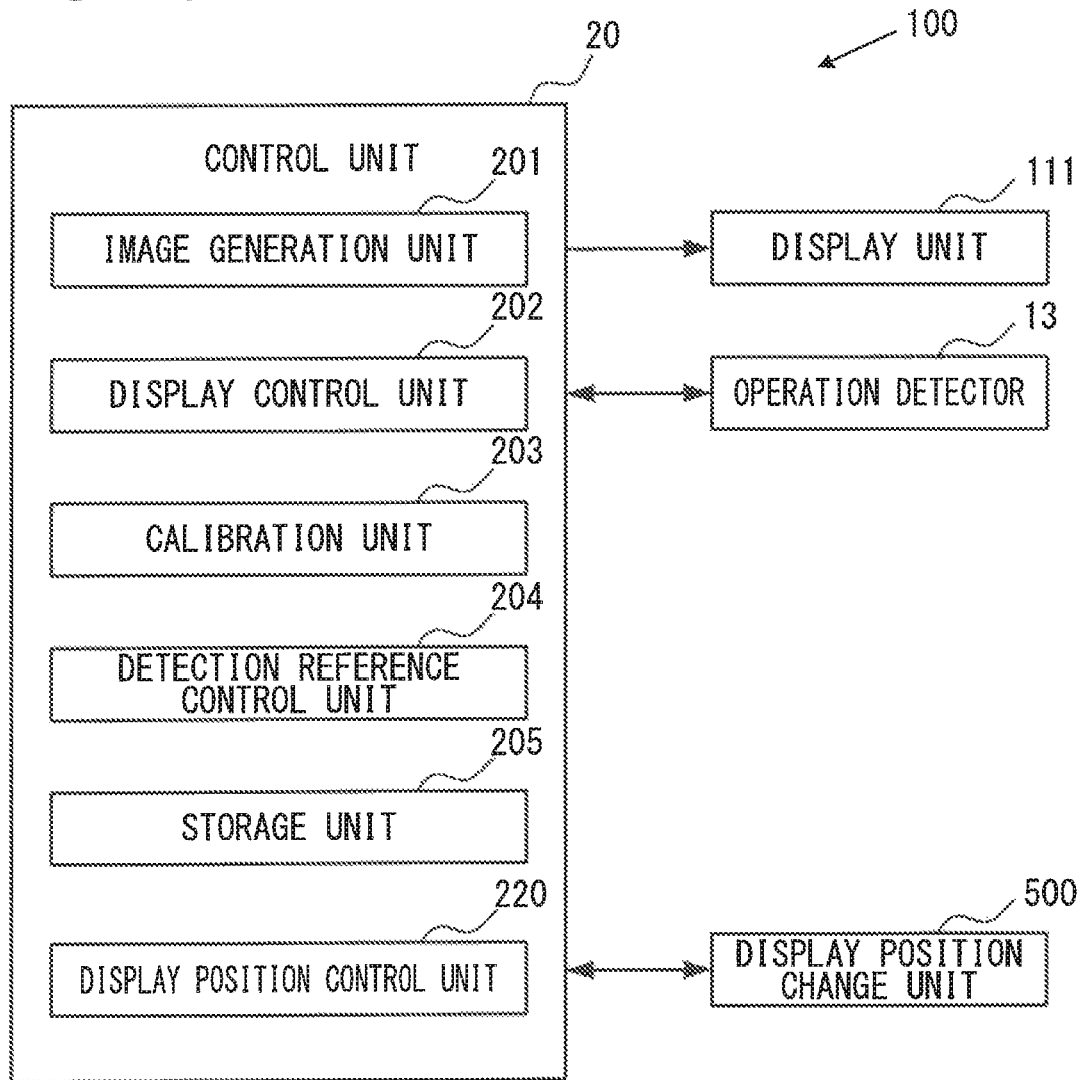 100
20
CONTROL UNIT
201
IMAGE GENERATION UNIT
111
DISPLAY UNIT
202
DISPLAY CONTROL UNIT
13
OPERATION DETECTOR
203
CALIBRATION UNIT
204
DETECTION REFERENCE
CONTROL UNIT
205
STORAGE UNIT
220
DISPLAY POSITION CONTROL UNIT
500
DISPLAY POSITION
CHANGE UNIT